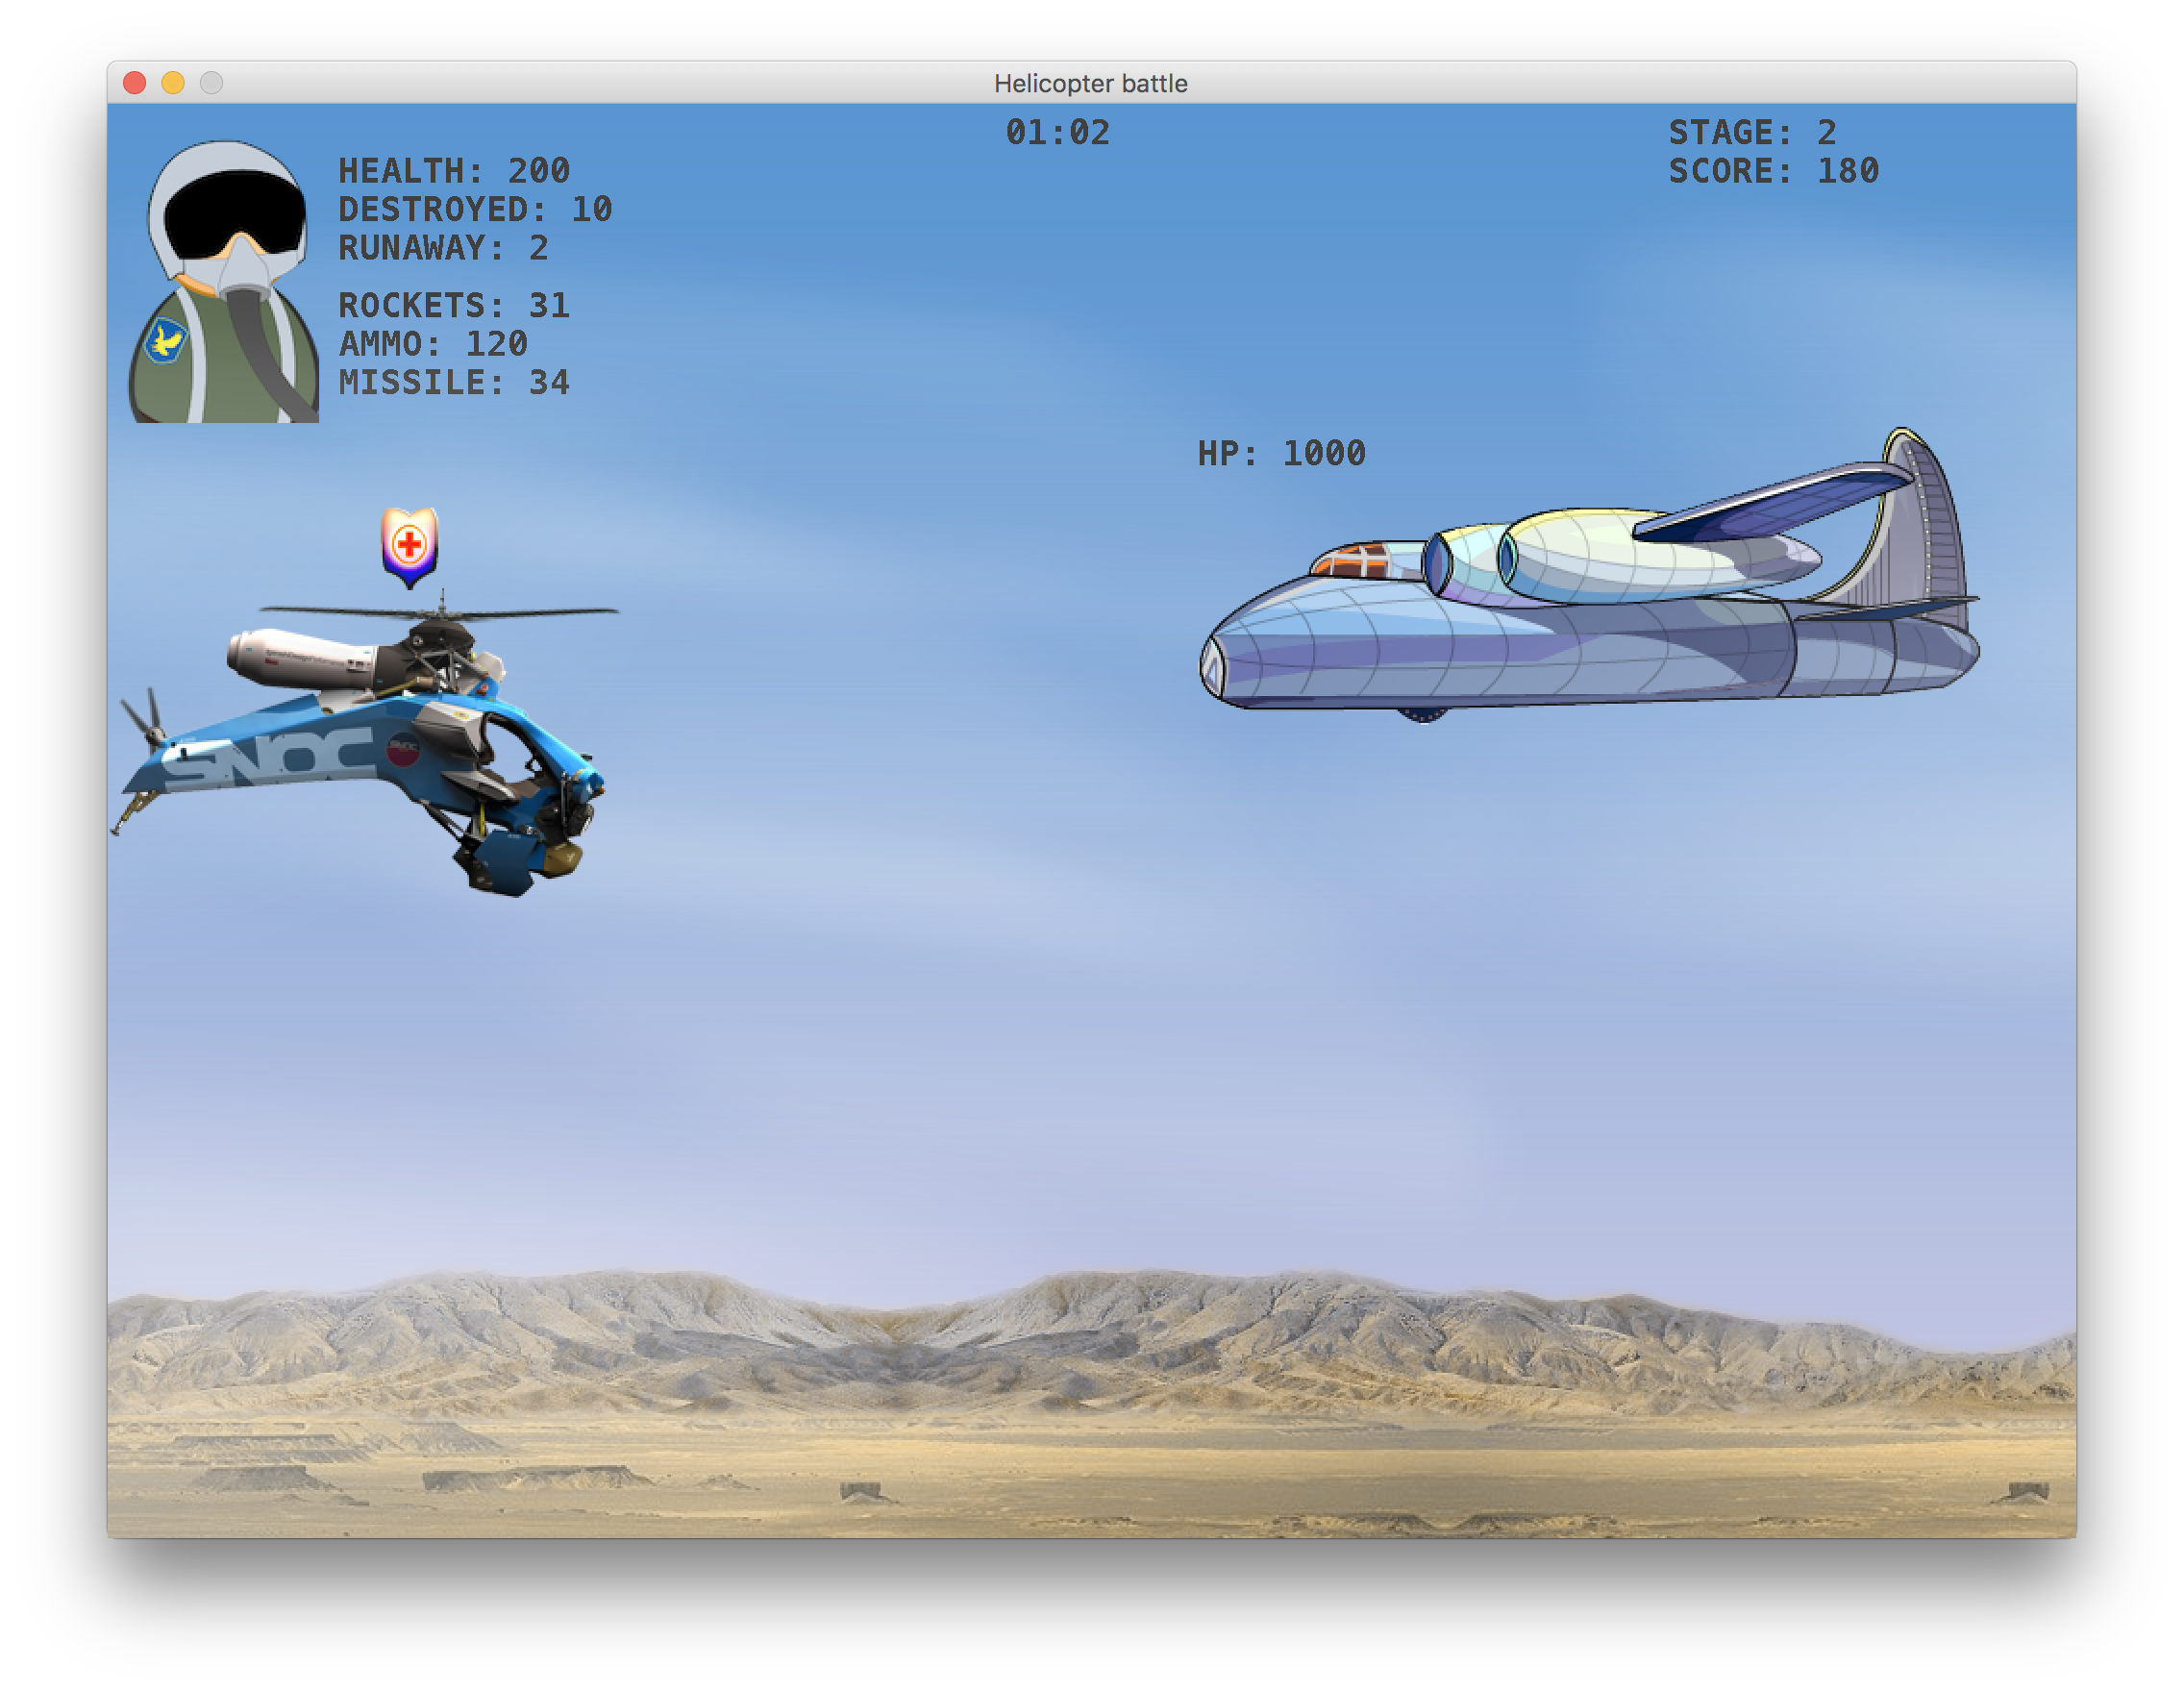 Helicopter battle
01:02
STAGE: 2
SCORE: 180
HEALTH: 200
DESTROYED: 10
RUNAWAY: 2
ROCKETS: 31
AMMO: 120
MISSILE: 34
HP: 1000
SNOC